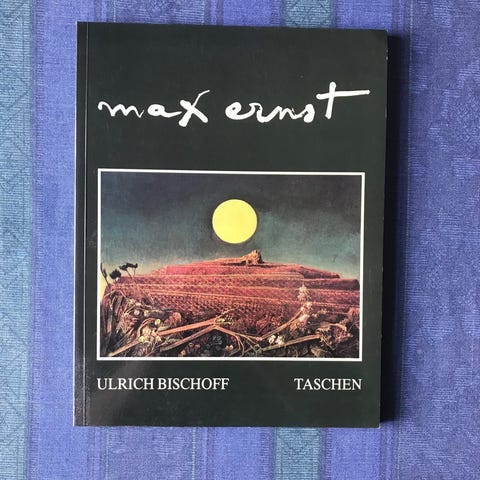 max ernst
ULRICH BISCHOFF TASCHEN